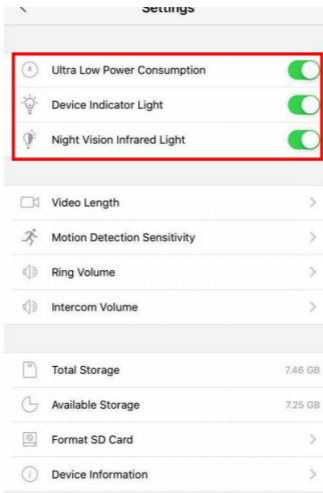 Settings
Ultra Low Power Consumption
Device Indicator Light
Night Vision Infrared Light
Video Length
Motion Detection Sensitivity
Ring Volume
Intercom Volume
Total Storage 7.46 GB
Available Storage 7.25 GB
Format SD Card
Device Information